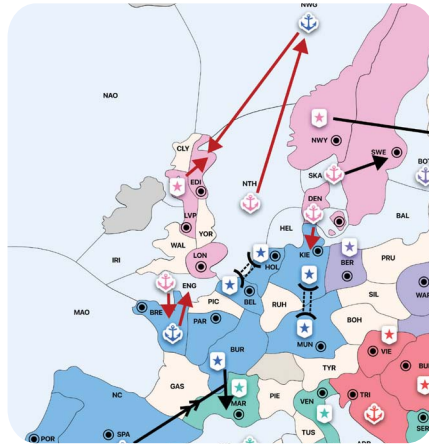 NWG
NAO
CLY
NWY
SWE
EDI
SKA
BOT
NTH
DEN
LVP
BAL
YOR
HEL
WAL
KIE
IRI
LON
HOL
BER
PRU
ENG
WAR
MAO
BRE
PIC
BEL
RUH
SIL
PAR
BOH
MUN
BUR
VIE
TYR
BU
GAS
VEN
NC
MAR
PIE
TRI
SER
POR
SPA
TUS